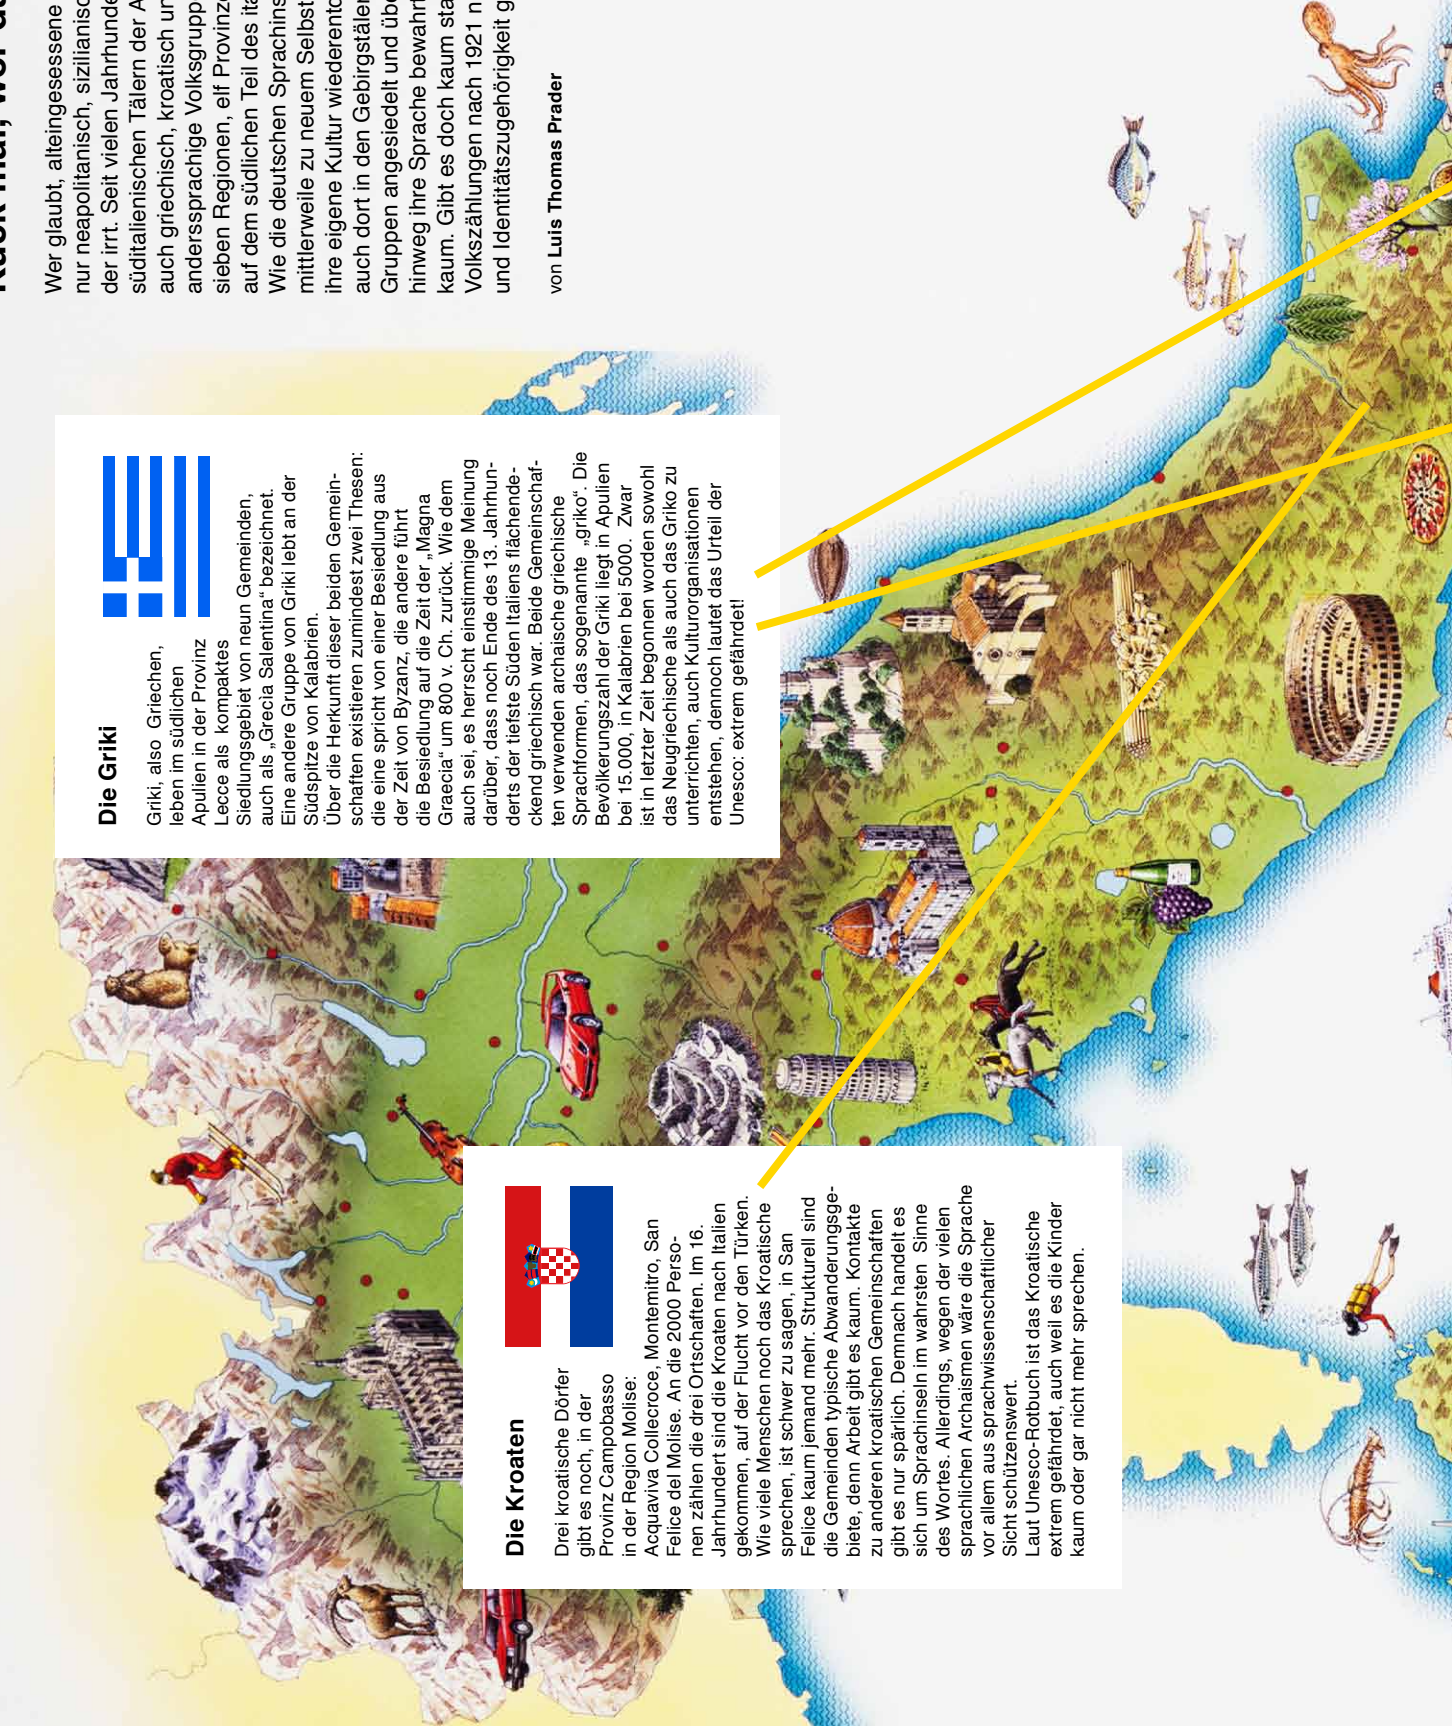 Wer glaubt, alteingesessene
nur neapolitanisch, sizilianisc
der irrt. Seit vielen Jahrhunde
süditalienischen Tälern der A
auch griechisch, kroatisch un
anderssprachige Volksgrupp
sieben Regionen, elf Provinze
auf dem südlichen Teil des ita
Wie die deutschen Sprachins
mittlerweile zu neuem Selbst
ihre eigene Kultur wiederento
auch dort in den Gebirgstäler
Gruppen angesiedelt und übe
hinweg ihre Sprache bewahrt
kaum. Gibt es doch kaum sta
Volkszählungen nach 1921 n
und Identitätszugehörigkeit g
von Luis Thomas Prader
Die Griki
Griki, also Griechen,
leben im südlichen
Apulien in der Provinz
Lecce als kompaktes
Siedlungsgebiet von neun Gemeinden,
auch als „Grecìa Salentina“ bezeichnet.
Eine andere Gruppe von Griki lebt an der
Südspitze von Kalabrien.
Über die Herkunft dieser beiden Gemein-
schaften existieren zumindest zwei Thesen:
die eine spricht von einer Besiedlung aus
der Zeit von Byzanz, die andere führt
die Besiedlung auf die Zeit der „Magna
Graecia“ um 800 v. Ch. zurück. Wie dem
auch sei, es herrscht einstimmige Meinung
darüber, dass noch Ende des 13. Jahrhun-
derts der tiefste Süden Italiens flächende-
ckend griechisch war. Beide Gemeinschaf-
ten verwenden archaische griechische
Sprachformen, das sogenannte „griko“. Die
Bevölkerungszahl der Griki liegt in Apulien
bei 15.000, in Kalabrien bei 5000. Zwar
ist in letzter Zeit begonnen worden sowohl
das Neugriechische als auch das Griko zu
unterrichten, auch Kulturorganisationen
entstehen, dennoch lautet das Urteil der
Unesco: extrem gefährdet!
Die Kroaten
Drei kroatische Dörfer
gibt es noch, in der
Provinz Campobasso
in der Region Molise:
Acquaviva Collecroce, Montemitro, San
Felice del Molise. An die 2000 Perso-
nen zählen die drei Ortschaften. Im 16.
Jahrhundert sind die Kroaten nach Italien
gekommen, auf der Flucht vor den Türken.
Wie viele Menschen noch das Kroatische
sprechen, ist schwer zu sagen, in San
Felice kaum jemand mehr. Strukturell sind
die Gemeinden typische Abwanderungsge-
biete, denn Arbeit gibt es kaum. Kontakte
zu anderen kroatischen Gemeinschaften
gibt es nur spärlich. Demnach handelt es
sich um Sprachinseln im wahrsten Sinne
des Wortes. Allerdings, wegen der vielen
sprachlichen Archaismen wäre die Sprache
vor allem aus sprachwissenschaftlicher
Sicht schützenswert.
Laut Unesco-Rotbuch ist das Kroatische
extrem gefährdet, auch weil es die Kinder
kaum oder gar nicht mehr sprechen.